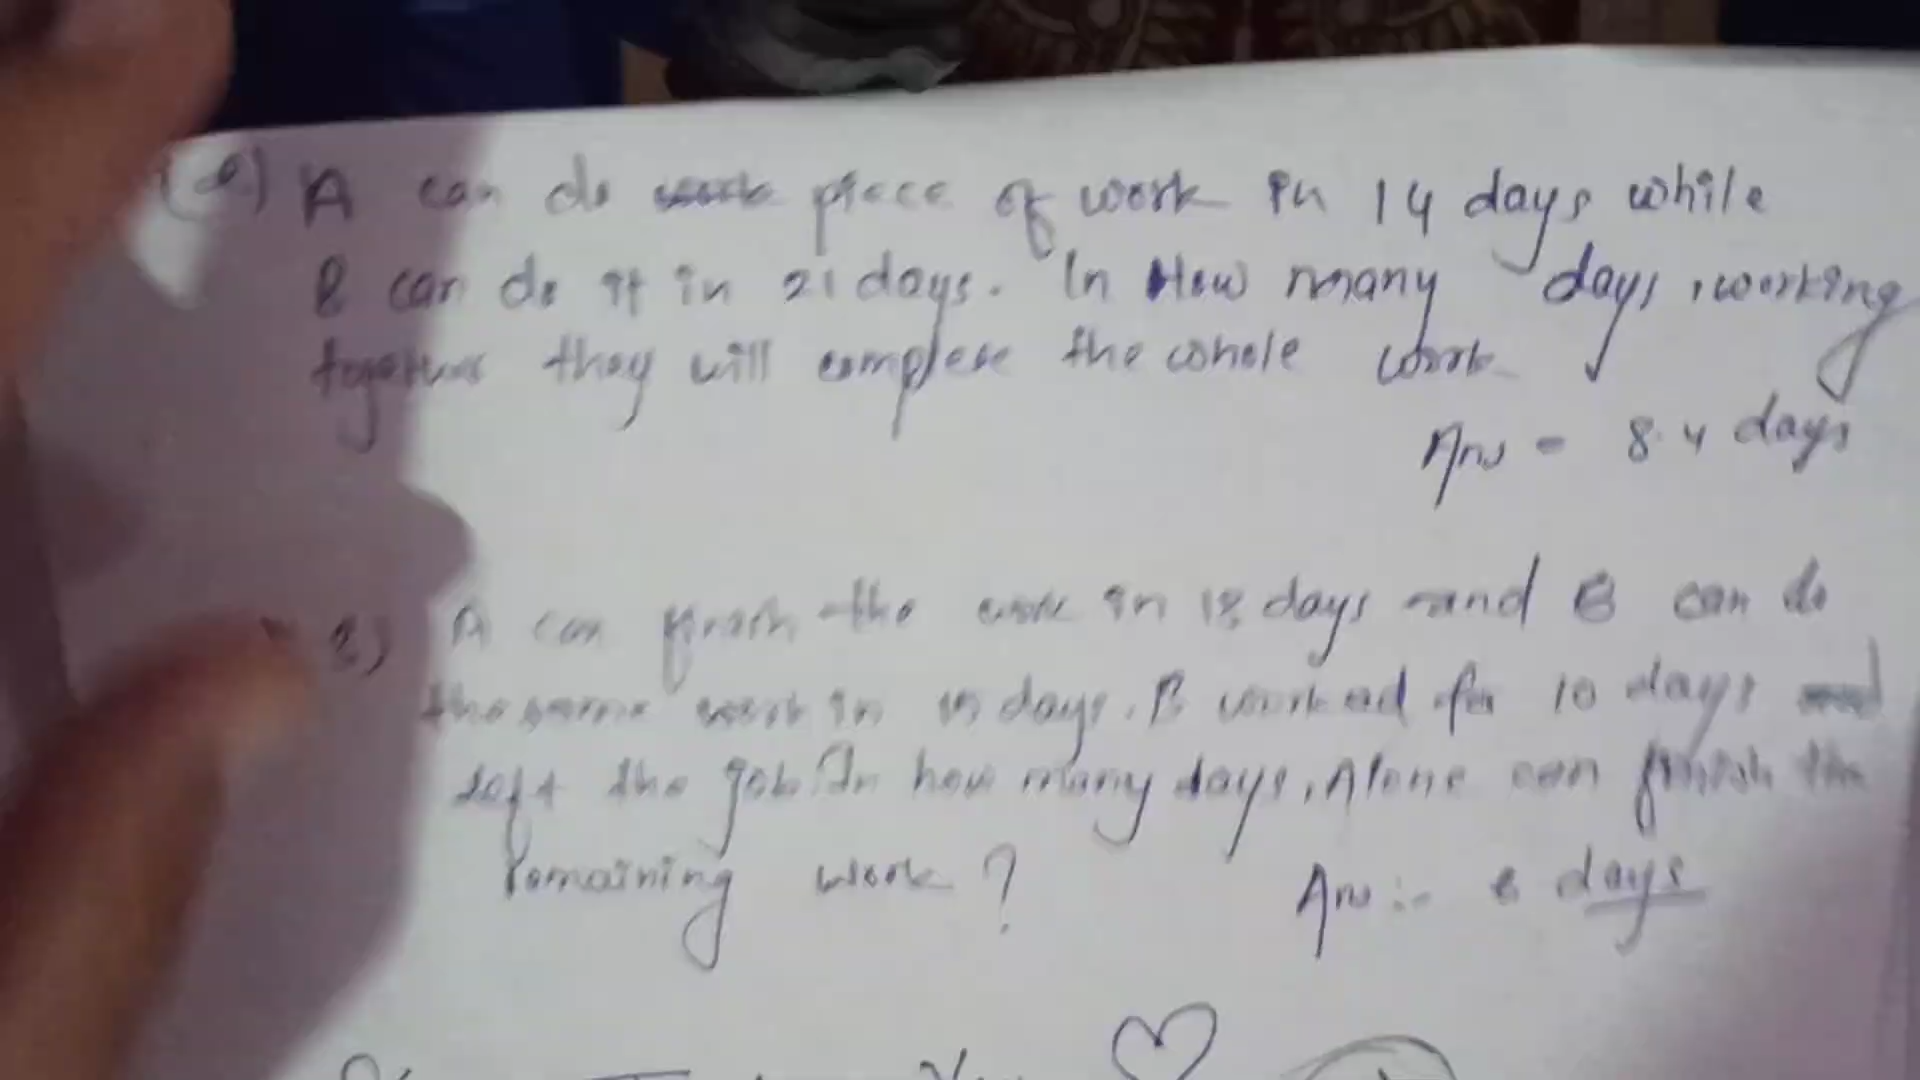 A can do piece of work in 14 days while
B can do it in 21 days. In How many days, working
together they will complete the whole work
Ans = 8.4 days
A can finish the work in 18 days and B can do
the same work in 15 days. B worked for 10 days
left the job. In how many days, A lone can finish the
remaining work ?
Ans :- 6 days